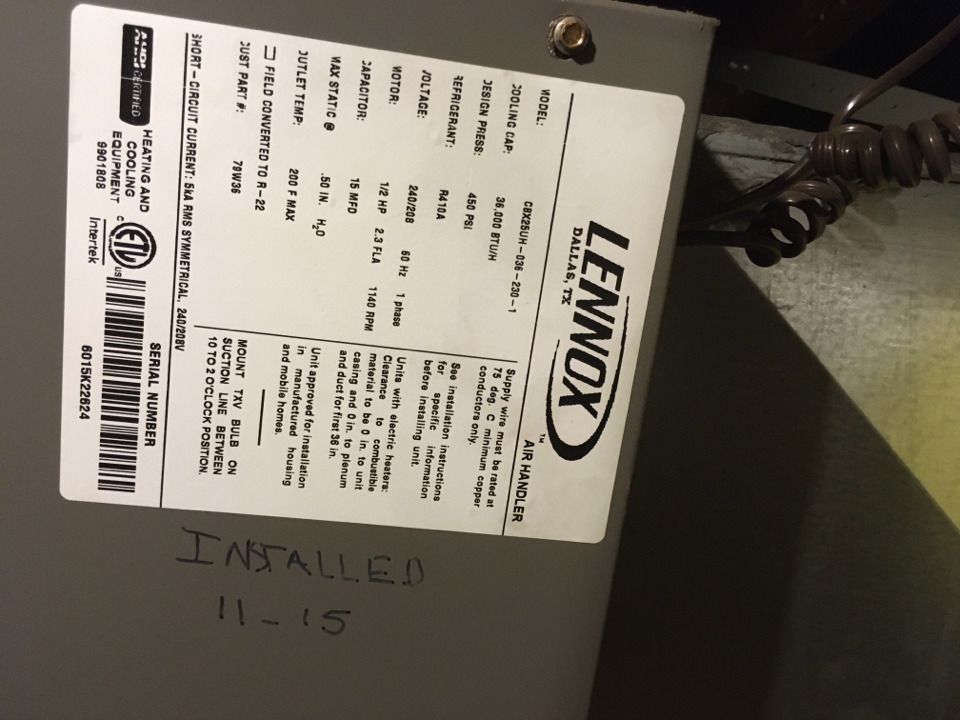 LENNOX
DALLAS, TX
™ AIR HANDLER
MODEL: CBX25UH-036-230-1
COOLING CAP: 36,000 BTU/H
DESIGN PRESS: 450 PSI
REFRIGERANT: R410A
VOLTAGE: 240/208 60 Hz 1 phase
MOTOR: 1/2 HP 2.3 FLA 1140 RPM
CAPACITOR: 15 MFD
MAX STATIC @ .50 IN. H₂O
OUTLET TEMP: 200 F MAX
FIELD CONVERTED TO R-22
JUST PART #: 79W36
Supply wire must be rated at
75 deg. C minimum copper
conductors only.
See installation instructions
for specific information
before installing unit.
Units with electric heaters:
Clearance to combustible
material to be 0 in. to unit
casing and 0 in. to plenum
and duct for first 36 in.
Unit approved for installation
in manufactured housing
and mobile homes.
MOUNT TXV BULB ON
SUCTION LINE BETWEEN
10 TO 2 O'CLOCK POSITION.
SHORT-CIRCUIT CURRENT: 5kA RMS SYMMETRICAL, 240/208V
AHRI CERTIFIED
HEATING AND
COOLING
EQUIPMENT
9901808
C ETL US
Intertek
SERIAL NUMBER
6015K22624
INSTALLED
11-15